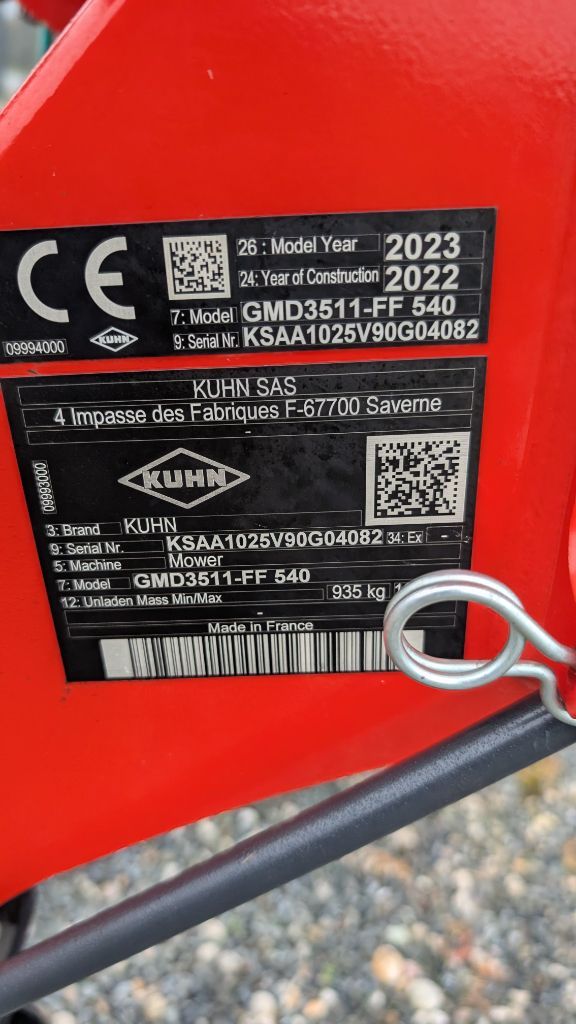 CE
26 : Model Year 2023
24: Year of Construction 2022
7: Model GMD3511-FF 540
9: Serial Nr. KSAA1025V90G04082
09994000 KUHN
KUHN SAS
4 Impasse des Fabriques F-67700 Saverne
-
09993000
KUHN
3: Brand KUHN
9: Serial Nr. KSAA1025V90G04082 34: Ex -
5: Machine Mower
7: Model GMD3511-FF 540
12: Unladen Mass Min/Max 935 kg
-
Made in France